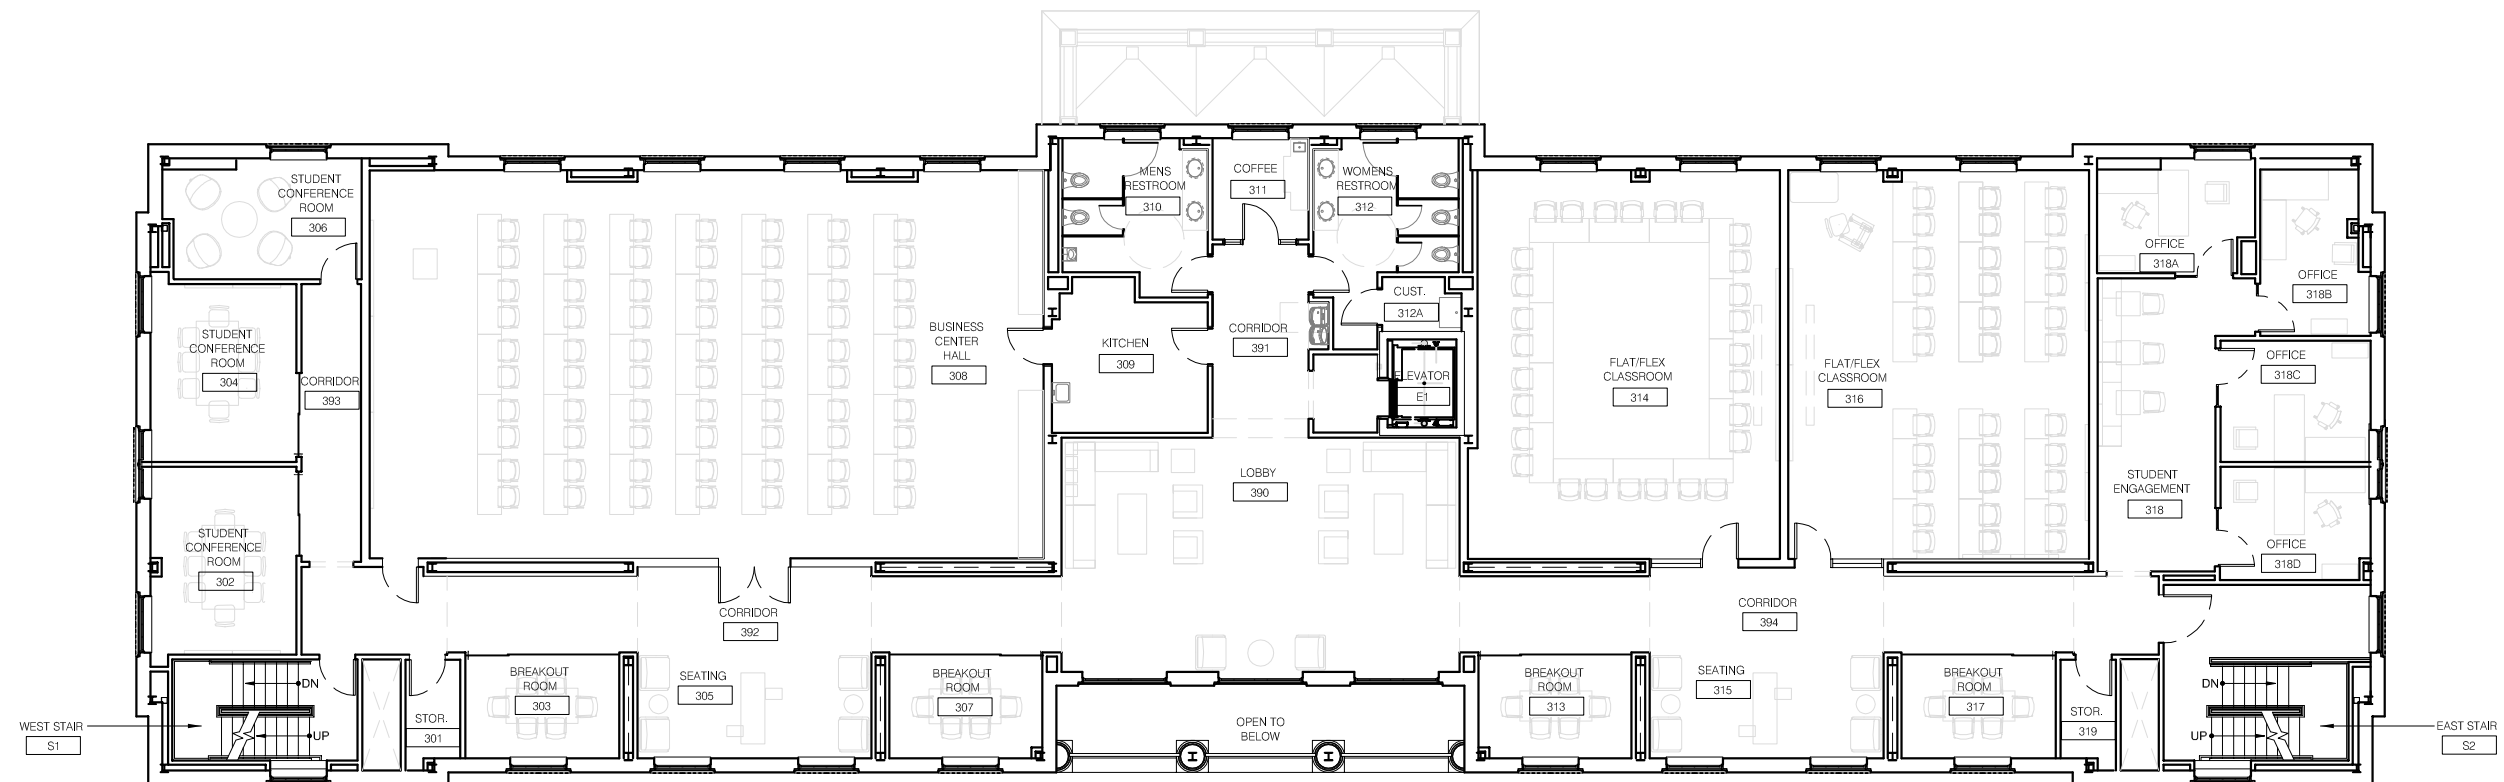 STUDENT
CONFERENCE
ROOM
306
STUDENT
CONFERENCE
ROOM
304
CORRIDOR
393
STUDENT
CONFERENCE
ROOM
302
WEST STAIR
S1
DN
UP
STOR.
301
BREAKOUT
ROOM
303
SEATING
305
CORRIDOR
392
BREAKOUT
ROOM
307
BUSINESS
CENTER
HALL
308
MENS
RESTROOM
310
COFFEE
311
WOMENS
RESTROOM
312
CUST.
312A
KITCHEN
309
CORRIDOR
391
ELEVATOR
E1
LOBBY
390
OPEN TO
BELOW
FLAT/FLEX
CLASSROOM
314
FLAT/FLEX
CLASSROOM
316
CORRIDOR
394
BREAKOUT
ROOM
313
SEATING
315
BREAKOUT
ROOM
317
STOR.
319
OFFICE
318A
OFFICE
318B
OFFICE
318C
STUDENT
ENGAGEMENT
318
OFFICE
318D
DN
UP
EAST STAIR
S2